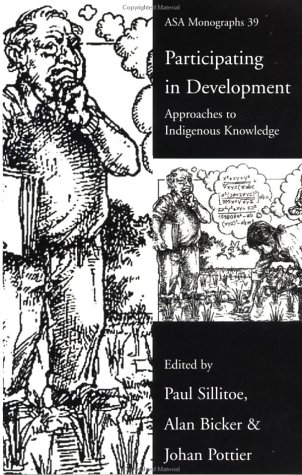 ASA Monographs 39
Participating
in Development
Approaches to
Indigenous Knowledge
Edited by
Paul Sillitoe,
Alan Bicker &
Johan Pottier